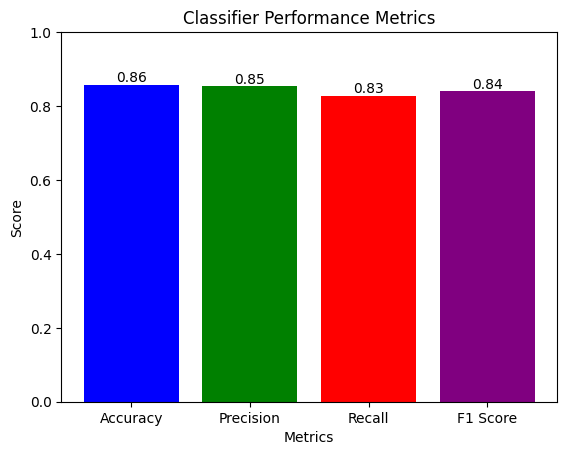 Classifier Performance Metrics
1.0
0.8
0.6
0.4
0.2
0.0
Score
0.86
0.85
0.83
0.84
Accuracy
Precision
Recall
F1 Score
Metrics